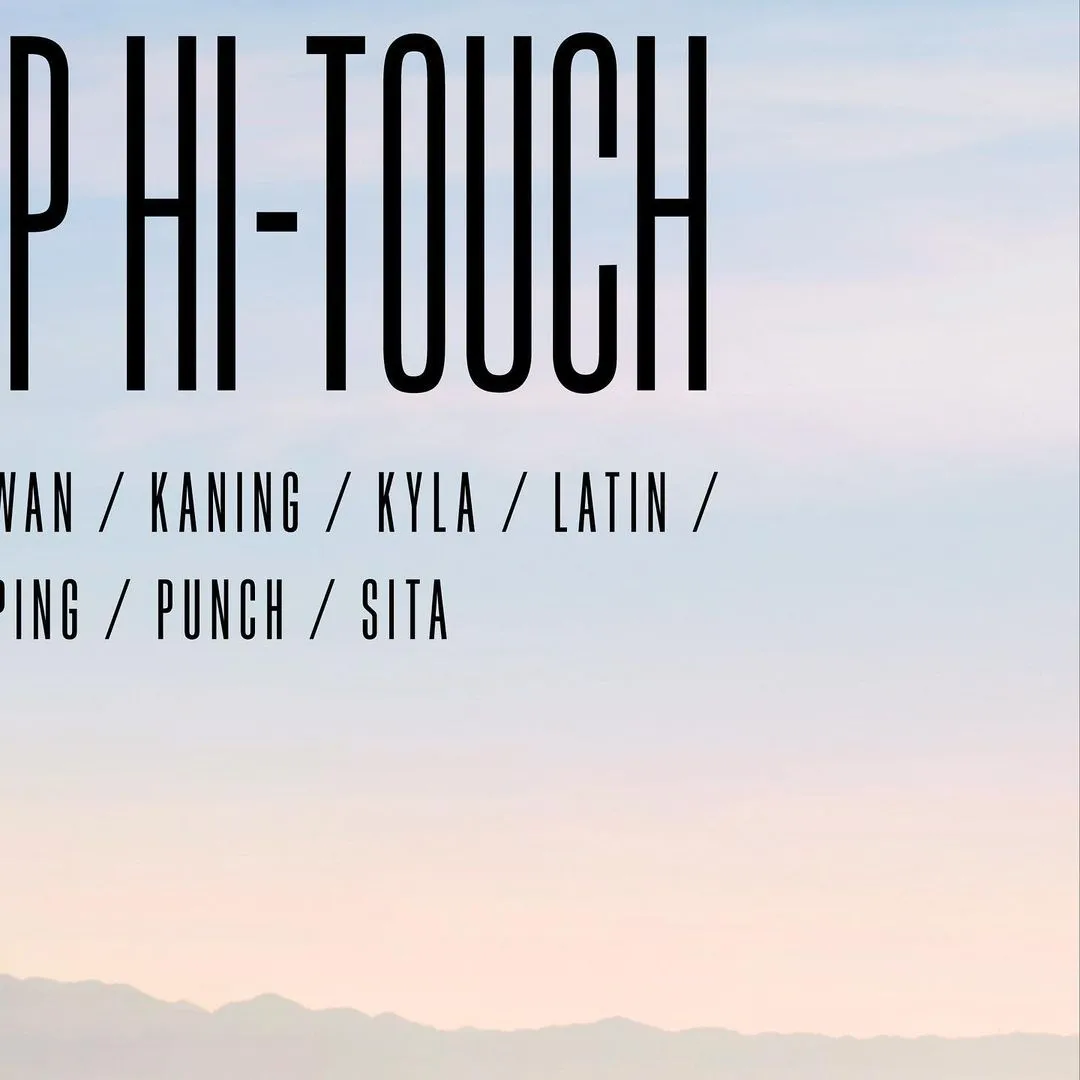 P HI-TOUCH
WAN / KANING / KYLA / LATIN /
PING / PUNCH / SITA